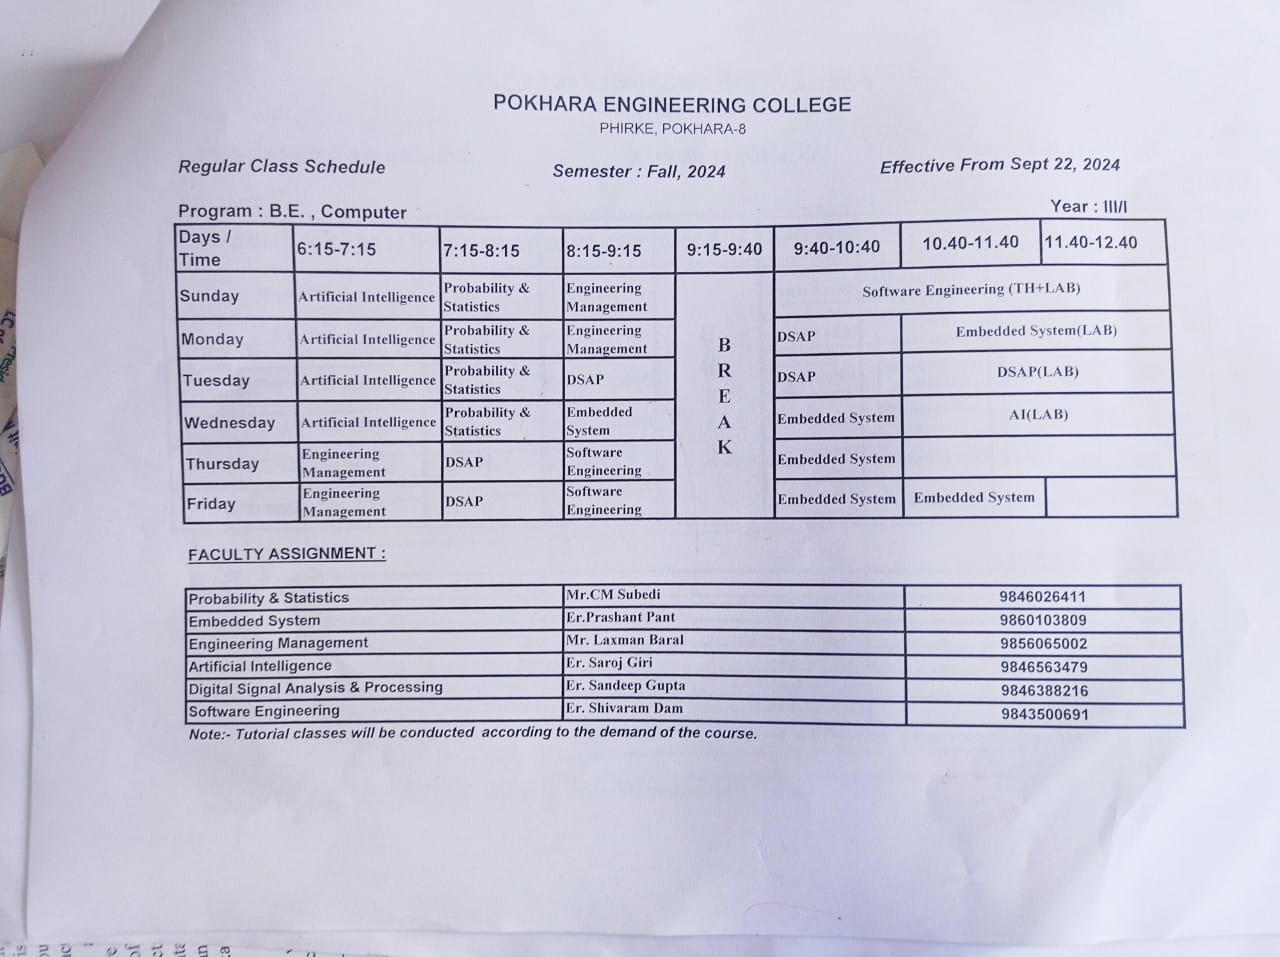 POKHARA ENGINEERING COLLEGE
PHIRKE, POKHARA-8
Regular Class Schedule Semester : Fall, 2024 Effective From Sept 22, 2024
Program : B.E. , Computer Year : III/I
Days / Time 6:15-7:15 7:15-8:15 8:15-9:15 9:15-9:40 9:40-10:40 10.40-11.40 11.40-12.40
Sunday Artificial Intelligence Probability & Statistics Engineering Management Software Engineering (TH+LAB)
Monday Artificial Intelligence Probability & Statistics Engineering Management DSAP Embedded System(LAB)
Tuesday Artificial Intelligence Probability & Statistics DSAP DSAP DSAP(LAB)
Wednesday Artificial Intelligence Probability & Statistics Embedded System Embedded System AI(LAB)
Thursday Engineering Management DSAP Software Engineering Embedded System
Friday Engineering Management DSAP Software Engineering Embedded System Embedded System
BREAK
FACULTY ASSIGNMENT :
Probability & Statistics Mr.CM Subedi 9846026411
Embedded System Er.Prashant Pant 9860103809
Engineering Management Mr. Laxman Baral 9856065002
Artificial Intelligence Er. Saroj Giri 9846563479
Digital Signal Analysis & Processing Er. Sandeep Gupta 9846388216
Software Engineering Er. Shivaram Dam 9843500691
Note:- Tutorial classes will be conducted according to the demand of the course.